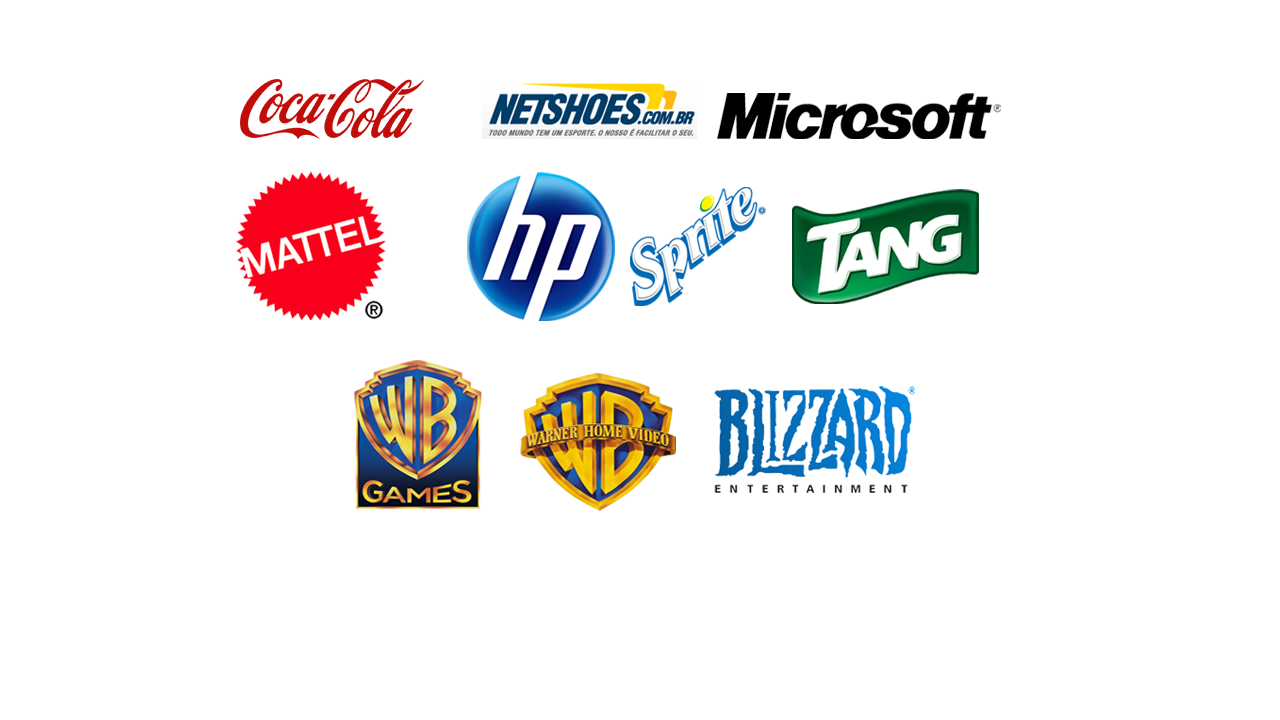 Coca-Cola
NETSHOES.COM.BR
TODO MUNDO TEM UM ESPORTE. O NOSSO É FACILITAR O SEU.
Microsoft®
MATTEL
®
hp
Sprite®
TANG
WB
GAMES
WB
WARNER HOME VIDEO
BLIZZARD®
ENTERTAINMENT